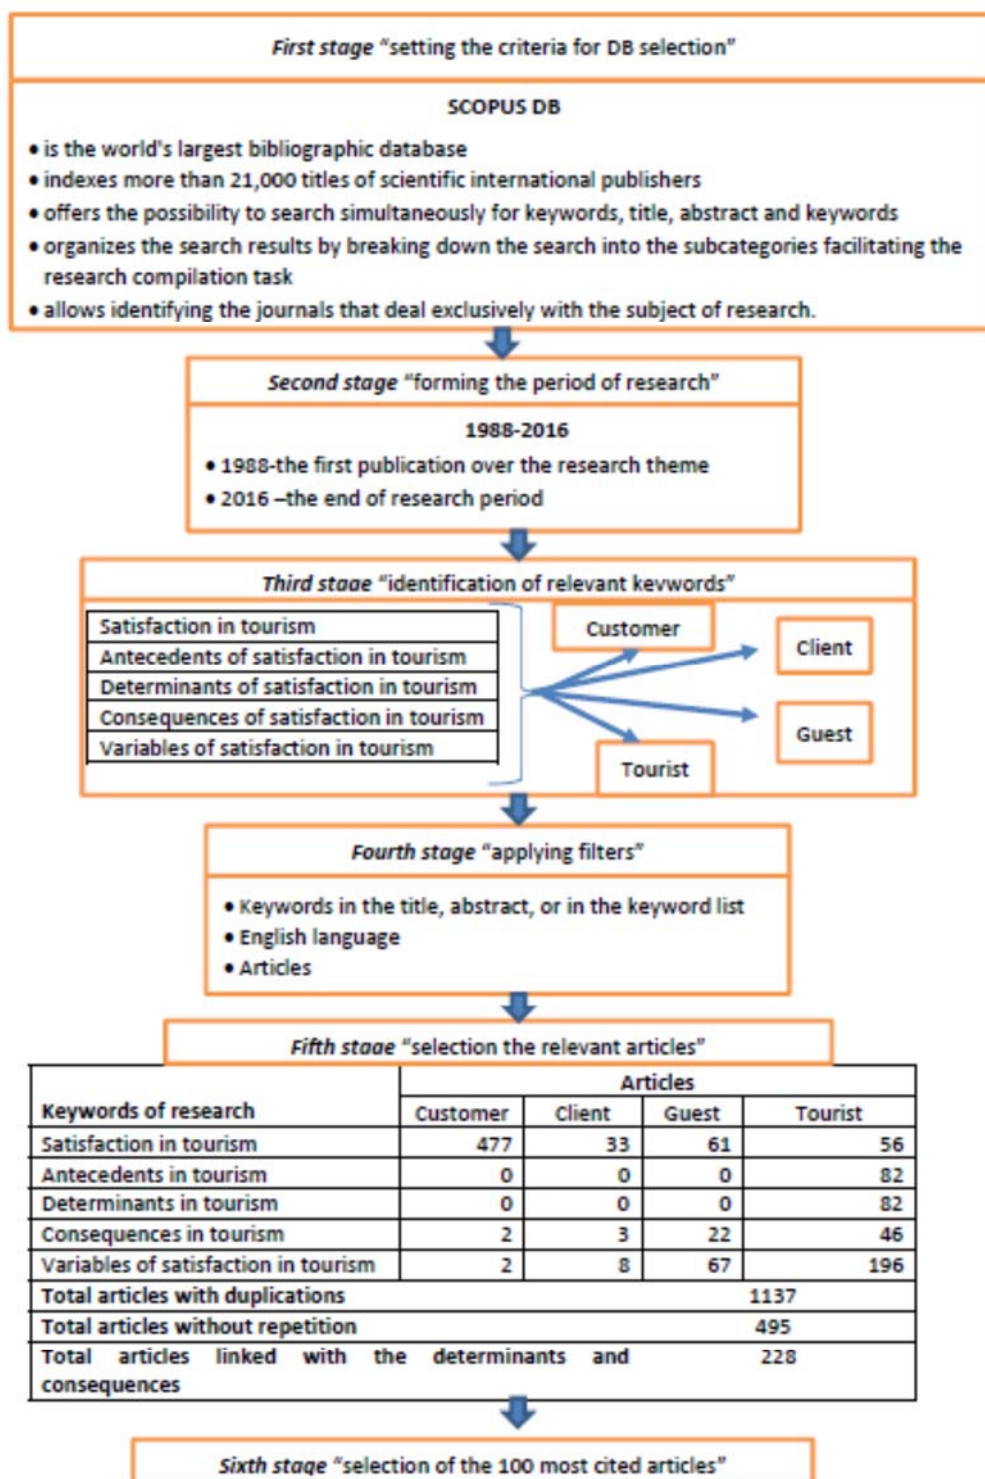 First stage "setting the criteria for DB selection"
SCOPUS DB
• is the world's largest bibliographic database
• indexes more than 21,000 titles of scientific international publishers
• offers the possibility to search simultaneously for keywords, title, abstract and keywords
• organizes the search results by breaking down the search into the subcategories facilitating the
research compilation task
• allows identifying the journals that deal exclusively with the subject of research.
Second stage "forming the period of research"
1988-2016
• 1988-the first publication over the research theme
• 2016 –the end of research period
Third stage "identification of relevant keywords"
Satisfaction in tourism
Antecedents of satisfaction in tourism
Determinants of satisfaction in tourism
Consequences of satisfaction in tourism
Variables of satisfaction in tourism
Customer
Client
Guest
Tourist
Fourth stage "applying filters"
• Keywords in the title, abstract, or in the keyword list
• English language
• Articles
Fifth stage "selection the relevant articles"
Articles
Keywords of research Customer Client Guest Tourist
Satisfaction in tourism 477 33 61 56
Antecedents in tourism 0 0 0 82
Determinants in tourism 0 0 0 82
Consequences in tourism 2 3 22 46
Variables of satisfaction in tourism 2 8 67 196
Total articles with duplications 1137
Total articles without repetition 495
Total articles linked with the determinants and 228
consequences
Sixth stage "selection of the 100 most cited articles"